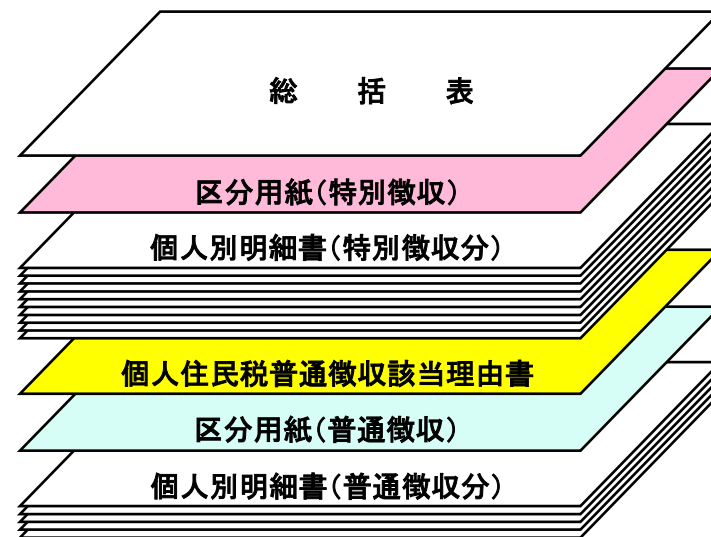 総　括　表
区分用紙（特別徴収）
個人別明細書（特別徴収分）
個人住民税普通徴収該当理由書
区分用紙（普通徴収）
個人別明細書（普通徴収分）